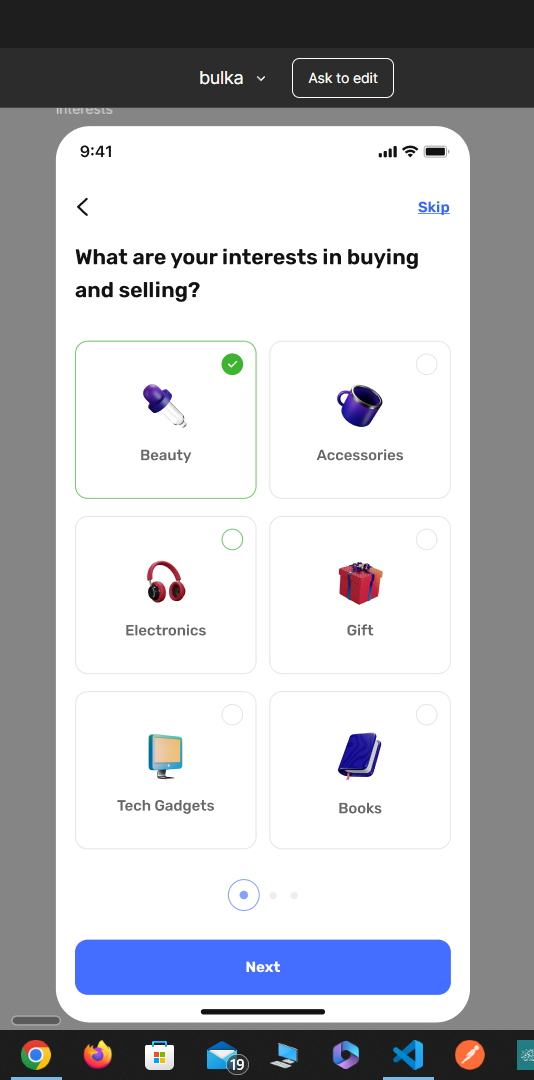 bulka
Ask to edit
Interests
9:41
Skip
What are your interests in buying
and selling?
Beauty
Accessories
Electronics
Gift
Tech Gadgets
Books
Next
19